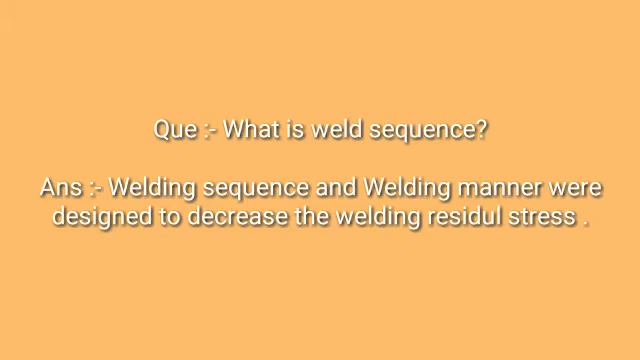 Que :- What is weld sequence?
Ans :- Welding sequence and Welding manner were
designed to decrease the welding residul stress .